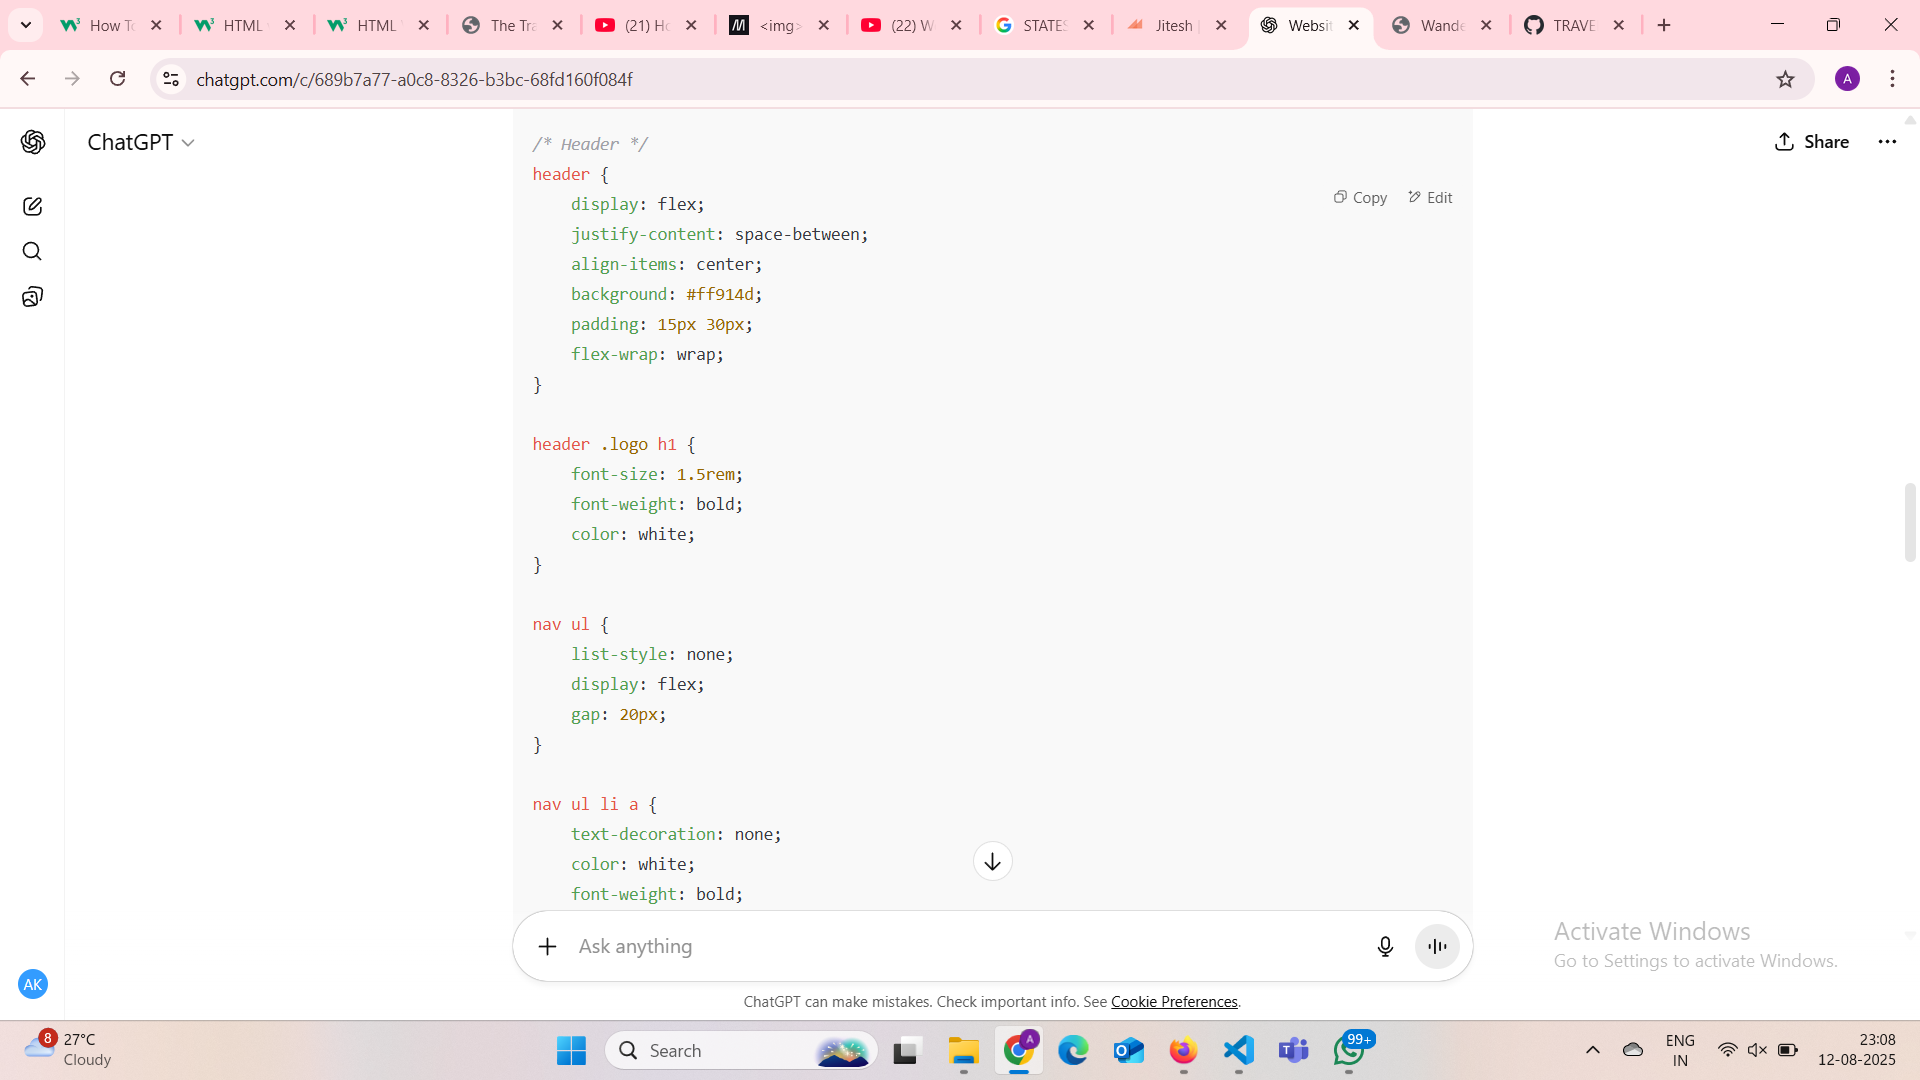 How To
HTML
HTML
The Tra
(21) Ho
<img>
(22) W
STATES
Jitesh
Websit
Wande
TRAVE
chatgpt.com/c/689b7a77-a0c8-8326-b3bc-68fd160f084f
A
ChatGPT
Share
Copy
Edit
/* Header */
header {
display: flex;
justify-content: space-between;
align-items: center;
background: #ff914d;
padding: 15px 30px;
flex-wrap: wrap;
}
header .logo h1 {
font-size: 1.5rem;
font-weight: bold;
color: white;
}
nav ul {
list-style: none;
display: flex;
gap: 20px;
}
nav ul li a {
text-decoration: none;
color: white;
font-weight: bold;
Ask anything
AK
ChatGPT can make mistakes. Check important info. See Cookie Preferences.
Activate Windows
Go to Settings to activate Windows.
8
27°C
Cloudy
Search
A
99+
ENG
IN
23:08
12-08-2025